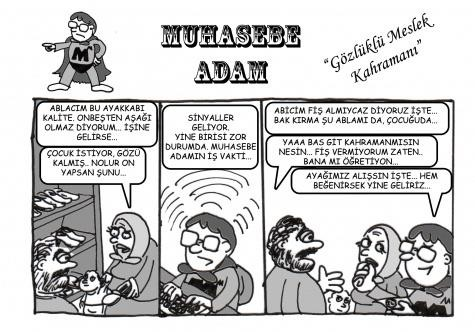 MUHASEBE
ADAM
"Gözlüklü Meslek
Kahramanı"
M
ABLACIM BU AYAKKABI
KALİTE. ONBEŞTEN AŞAĞI
OLMAZ DİYORUM... İŞİNE
GELİRSE...
ÇOCUK İSTİYOR, GÖZÜ
KALMIŞ.. NOLUR ON
YAPSAN ŞUNU...
SİNYALLER
GELİYOR.
YİNE BİRİSİ ZOR
DURUMDA. MUHASEBE
ADAMIN İŞ VAKTI...
ABİCİM FİŞ ALMIYCAZ DİYORUZ İŞTE...
BAK KIRMA ŞU ABLAMI DA, ÇOCUĞUDA...
YAAA BAS GİT KAHRAMANMISIN
NESİN... FİŞ VERMİYORUM ZATEN..
BANA MI ÖĞRETİYON...
AYAĞIMIZ ALIŞSIN İŞTE... HEM
BEĞENİRSEK YİNE GELİRİZ...